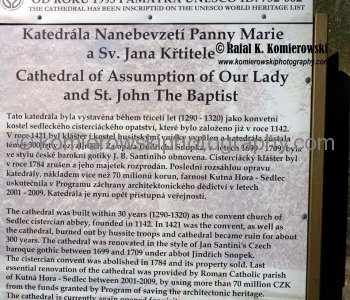 OD ROKU 1995 PAMÁTKA UNESCO ID: 732-002
THE CATHEDRAL HAS BEEN INSCRIBED ON THE UNESCO WORLD HERITAGE LIST
© Rafal K. Komierowski
www.komierowskiphotography.com
Katedrála Nanebevzetí Panny Marie
a Sv. Jana Křtitele
Cathedral of Assumption of Our Lady
and St. John The Baptist
Tato katedrála byla vystavěna během třiceti let (1290 - 1320) jako konventní
kostel sedleckého cisterciáckého opatství, které bylo založeno již v roce 1142.
V roce 1421 byl klášter i kostel husitskými vojsky vypálen a katedrála zůstala
téměř 300 let v 1699 - 1709 byla
ve stylu české barokní gotiky J. B. Santiniho obnovena. Cisterciácký klášter byl
v roce 1784 zrušen a jeho majetek rozprodán. Poslední rozsáhlou opravu
katedrály, nákladem více než 70 milionů korun, farnost Kutná Hora - Sedlec
uskutečnila v Programu záchrany architektonického dědictví v letech
2001 - 2009. Katedrála je nyní opět přístupná veřejnosti.
The cathedral was built within 30 years (1290-1320) as the convent church of
Sedlec cistercian abbey, founded in 1142. In 1421 was the convent, as well as
the cathedral, burned out by hussite troops and cathedral became ruin for about
300 years. The cathedral was renovated in the style of Jan Santini's Czech
baroque gothic between 1699 and 1709 under abbot Jindřich Snopek.
The cistercian convent was abolished in 1784 and its property sold. Last
essential renovation of the cathedral was provided by Roman Catholic parish
of Kutná Hora - Sedlec between 2001-2009, by using more than 70 million CZK
from the funds granted by Program of saving the architectonic heritage.
The cathedral is currently again opened